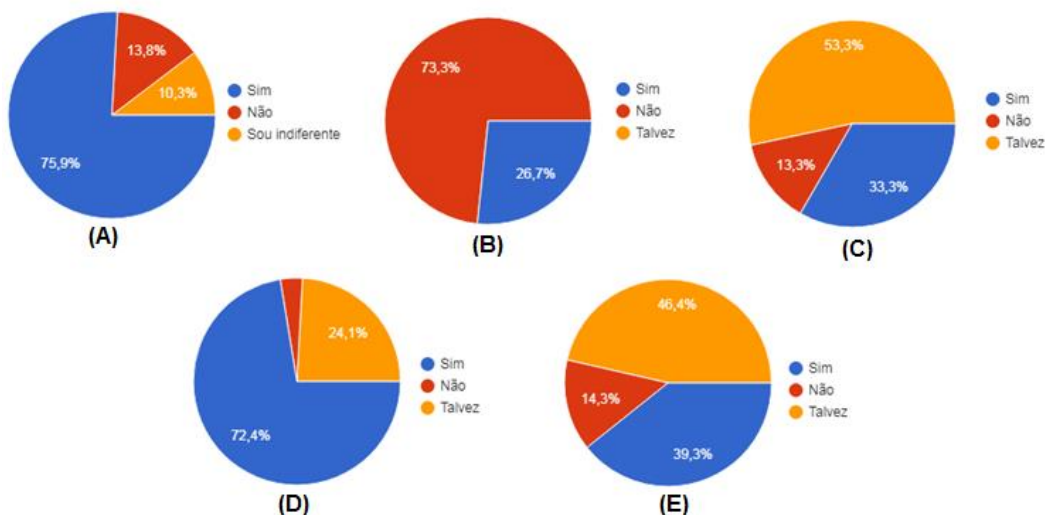 13,8%
10,3%
75,9%
Sim
Não
Sou indiferente
(A)
73,3%
26,7%
Sim
Não
Talvez
(B)
53,3%
13,3%
33,3%
Sim
Não
Talvez
(C)
24,1%
72,4%
Sim
Não
Talvez
(D)
46,4%
14,3%
39,3%
Sim
Não
Talvez
(E)